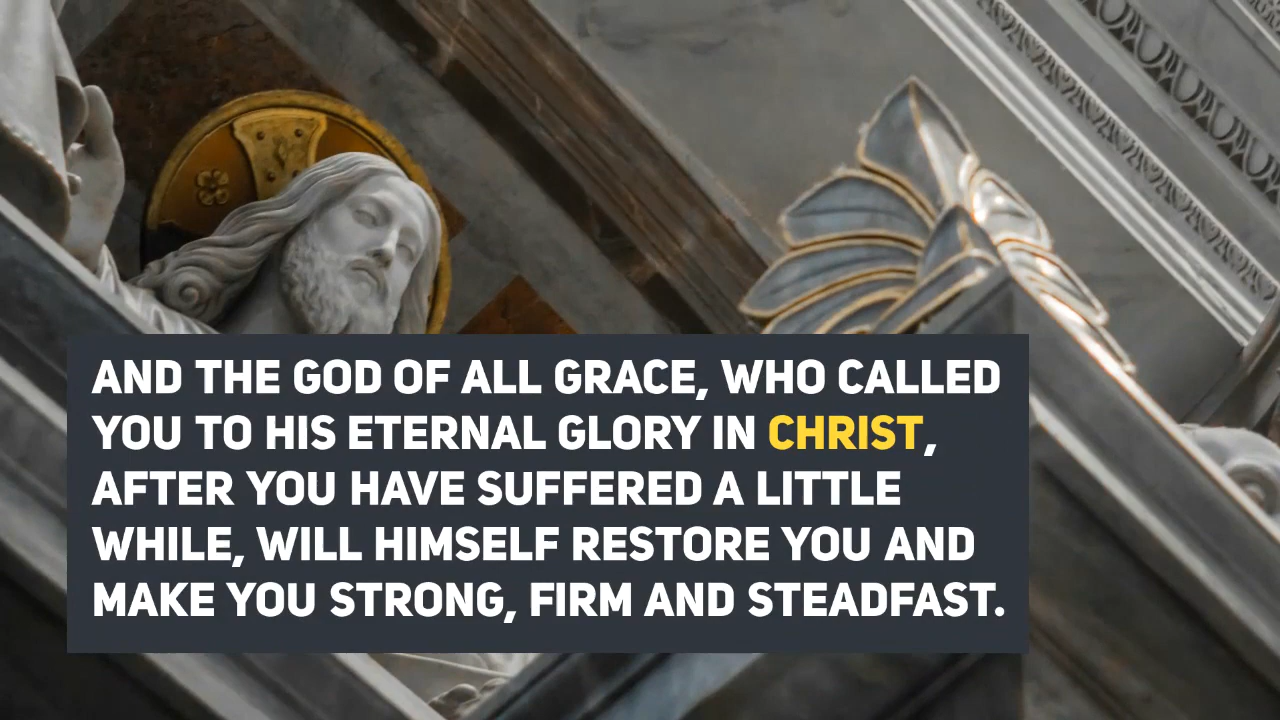 AND THE GOD OF ALL GRACE, WHO CALLED
YOU TO HIS ETERNAL GLORY IN CHRIST,
AFTER YOU HAVE SUFFERED A LITTLE
WHILE, WILL HIMSELF RESTORE YOU AND
MAKE YOU STRONG, FIRM AND STEADFAST.